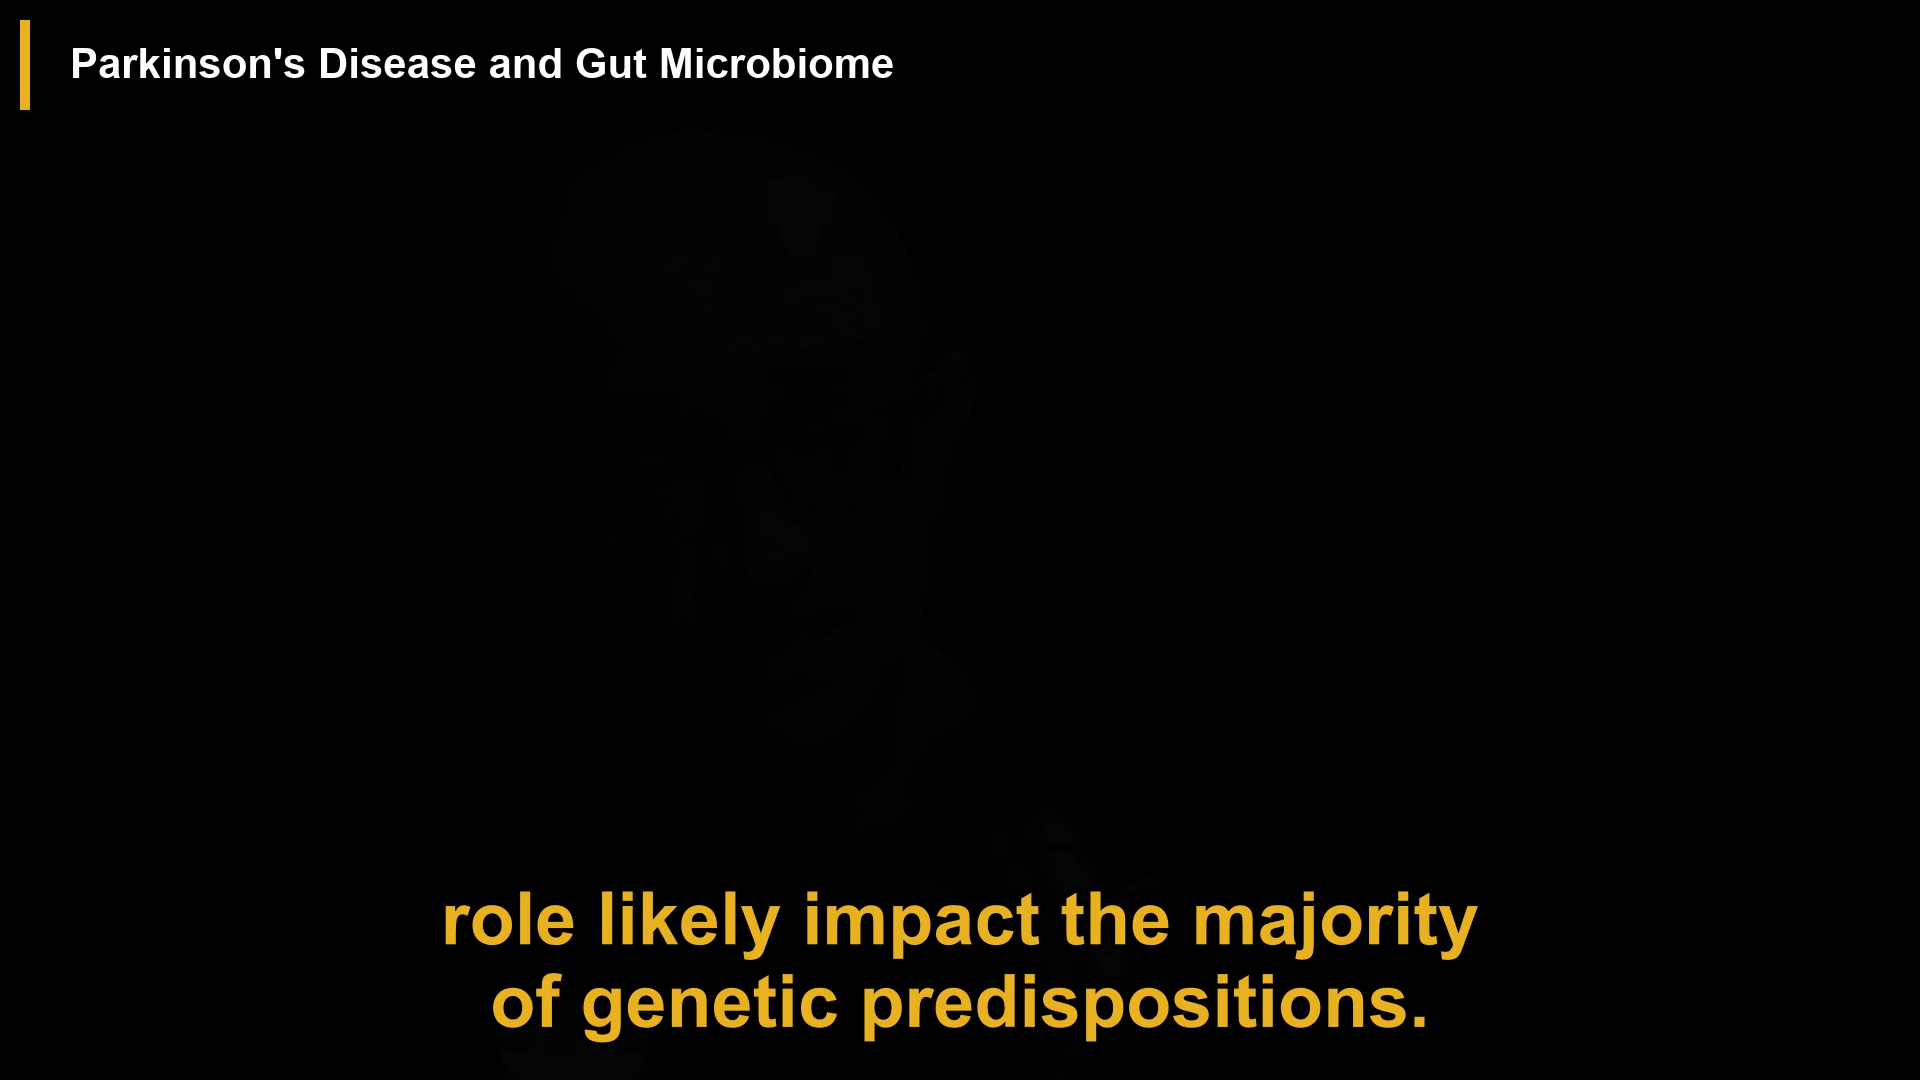 Parkinson's Disease and Gut Microbiome
role likely impact the majority
of genetic predispositions.